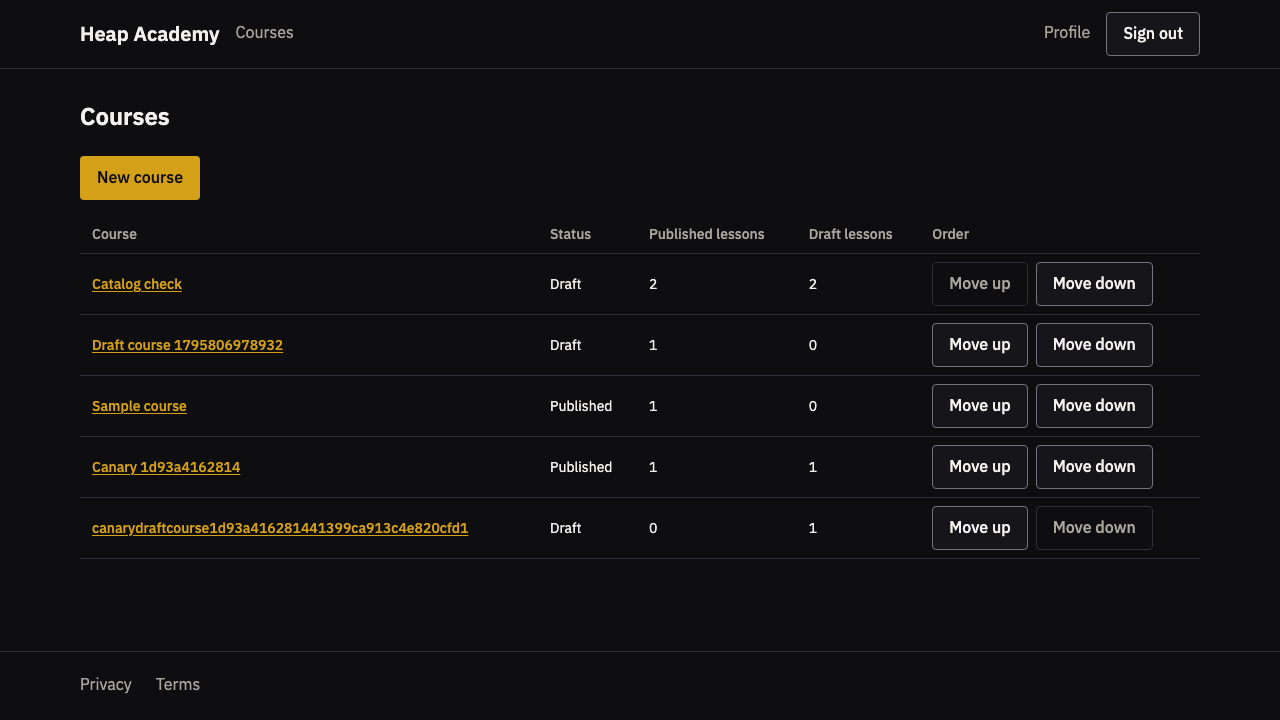 Heap Academy Courses Profile Sign out
Courses
New course
Course Status Published lessons Draft lessons Order
Catalog check Draft 2 2 Move up Move down
Draft course 1795806978932 Draft 1 0 Move up Move down
Sample course Published 1 0 Move up Move down
Canary 1d93a4162814 Published 1 1 Move up Move down
canarydraftcourse1d93a416281441399ca913c4e820cfd1 Draft 0 1 Move up Move down
Privacy Terms